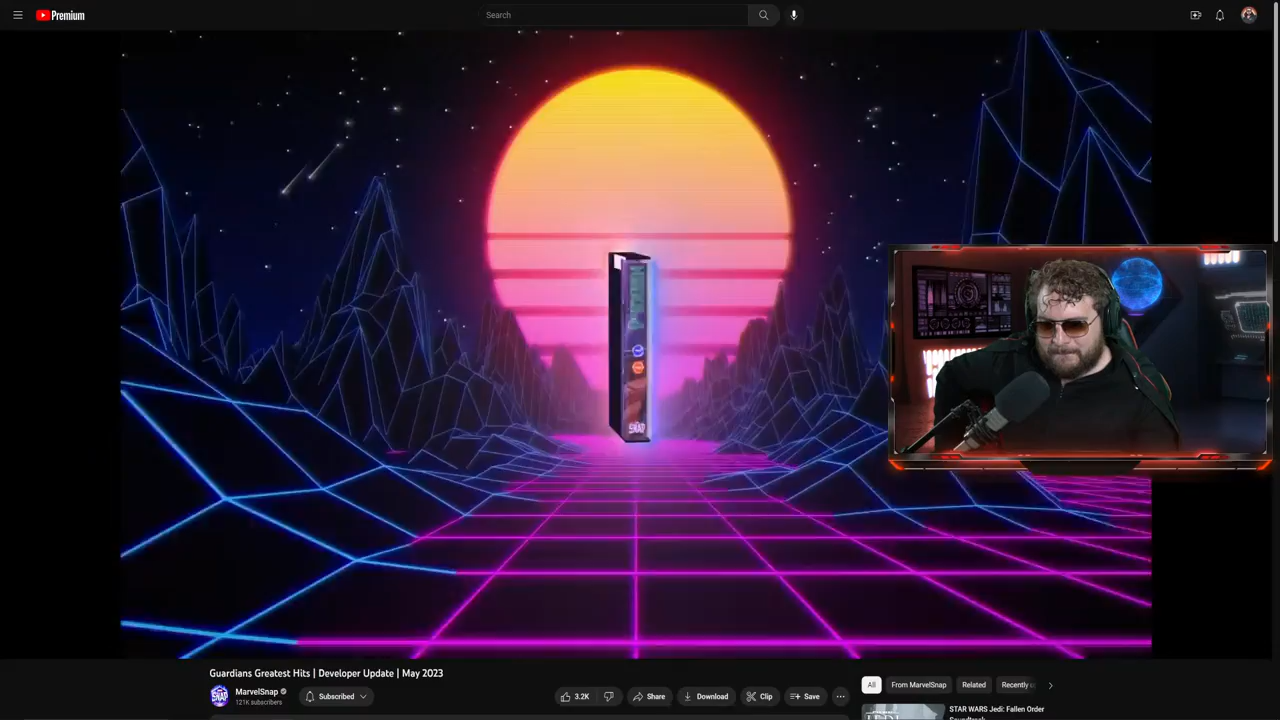 Premium
Search
SNAP
Guardians Greatest Hits | Developer Update | May 2023
SNAP
MarvelSnap
121K subscribers
Subscribed
3.2K
Share
Download
Clip
Save
All
From MarvelSnap
Related
Recently
STAR WARS Jedi: Fallen Order